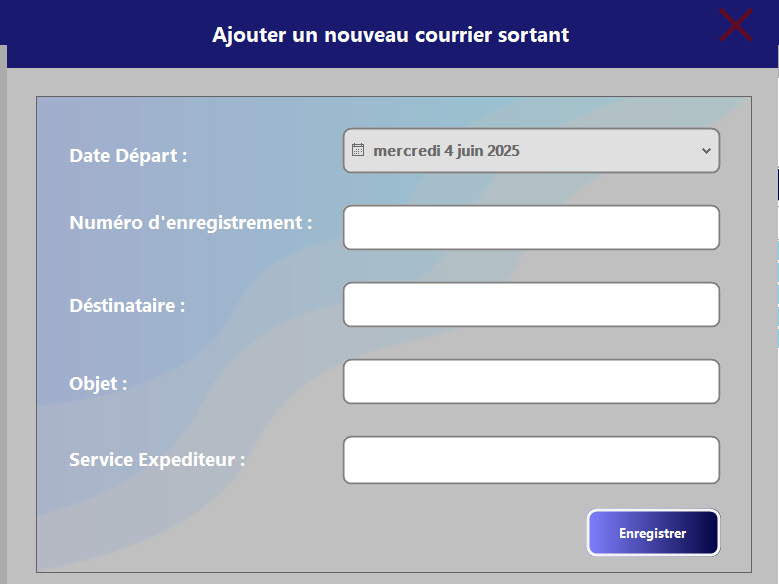 Ajouter un nouveau courrier sortant
Date Départ :
mercredi 4 juin 2025
Numéro d'enregistrement :
Déstinataire :
Objet :
Service Expediteur :
Enregistrer